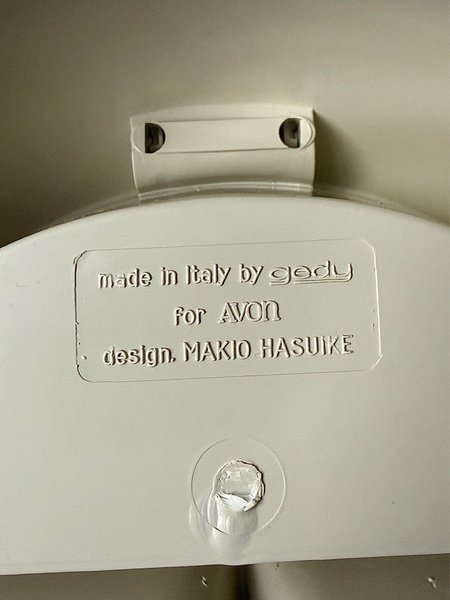 made in Italy by gedy
for AVON
design. MAKIO HASUIKE